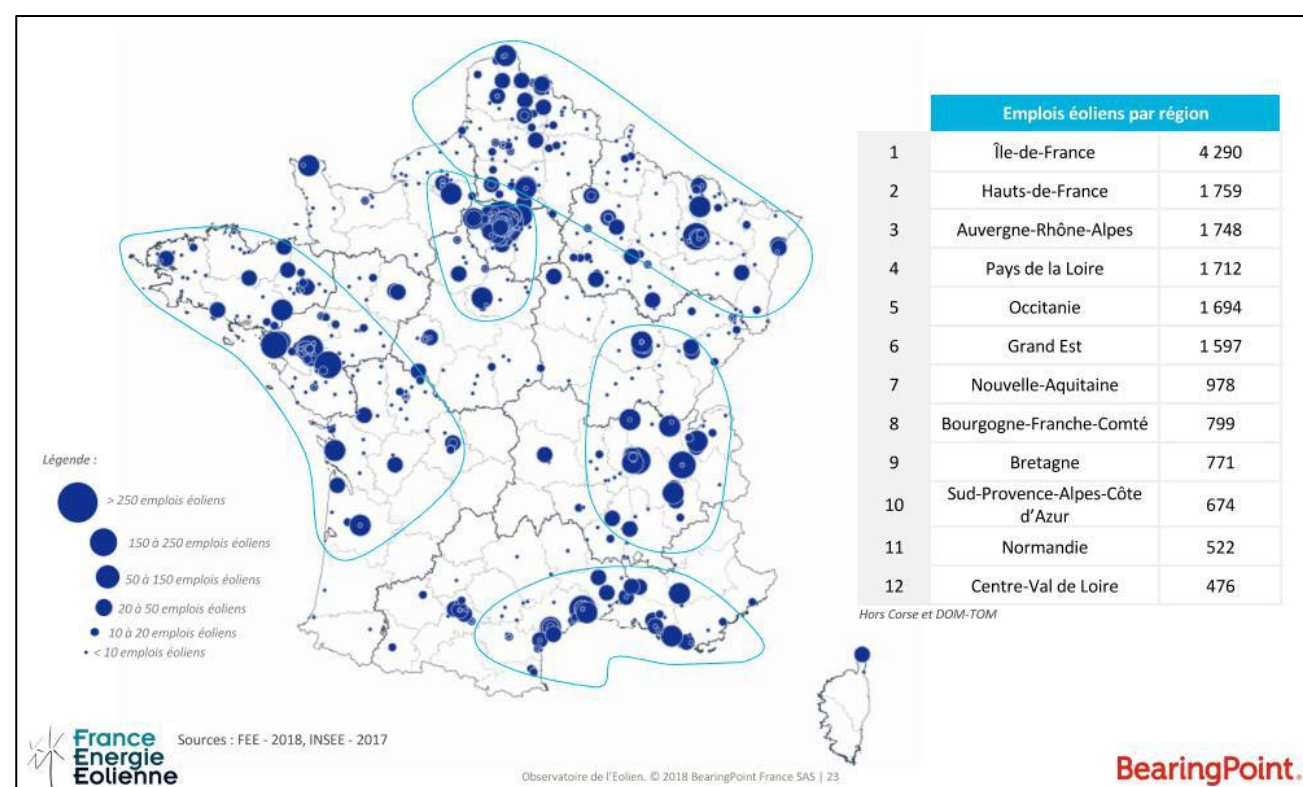 Emplois éoliens par région
1 Île-de-France 4 290
2 Hauts-de-France 1 759
3 Auvergne-Rhône-Alpes 1 748
4 Pays de la Loire 1 712
5 Occitanie 1 694
6 Grand Est 1 597
7 Nouvelle-Aquitaine 978
8 Bourgogne-Franche-Comté 799
9 Bretagne 771
10 Sud-Provence-Alpes-Côte
d’Azur 674
11 Normandie 522
12 Centre-Val de Loire 476
Hors Corse et DOM-TOM
Légende :
> 250 emplois éoliens
150 à 250 emplois éoliens
50 à 150 emplois éoliens
20 à 50 emplois éoliens
10 à 20 emplois éoliens
< 10 emplois éoliens
France
Energie
Eolienne
Sources : FEE - 2018, INSEE - 2017
Observatoire de l’Eolien. © 2018 BearingPoint France SAS | 23
BearingPoint.